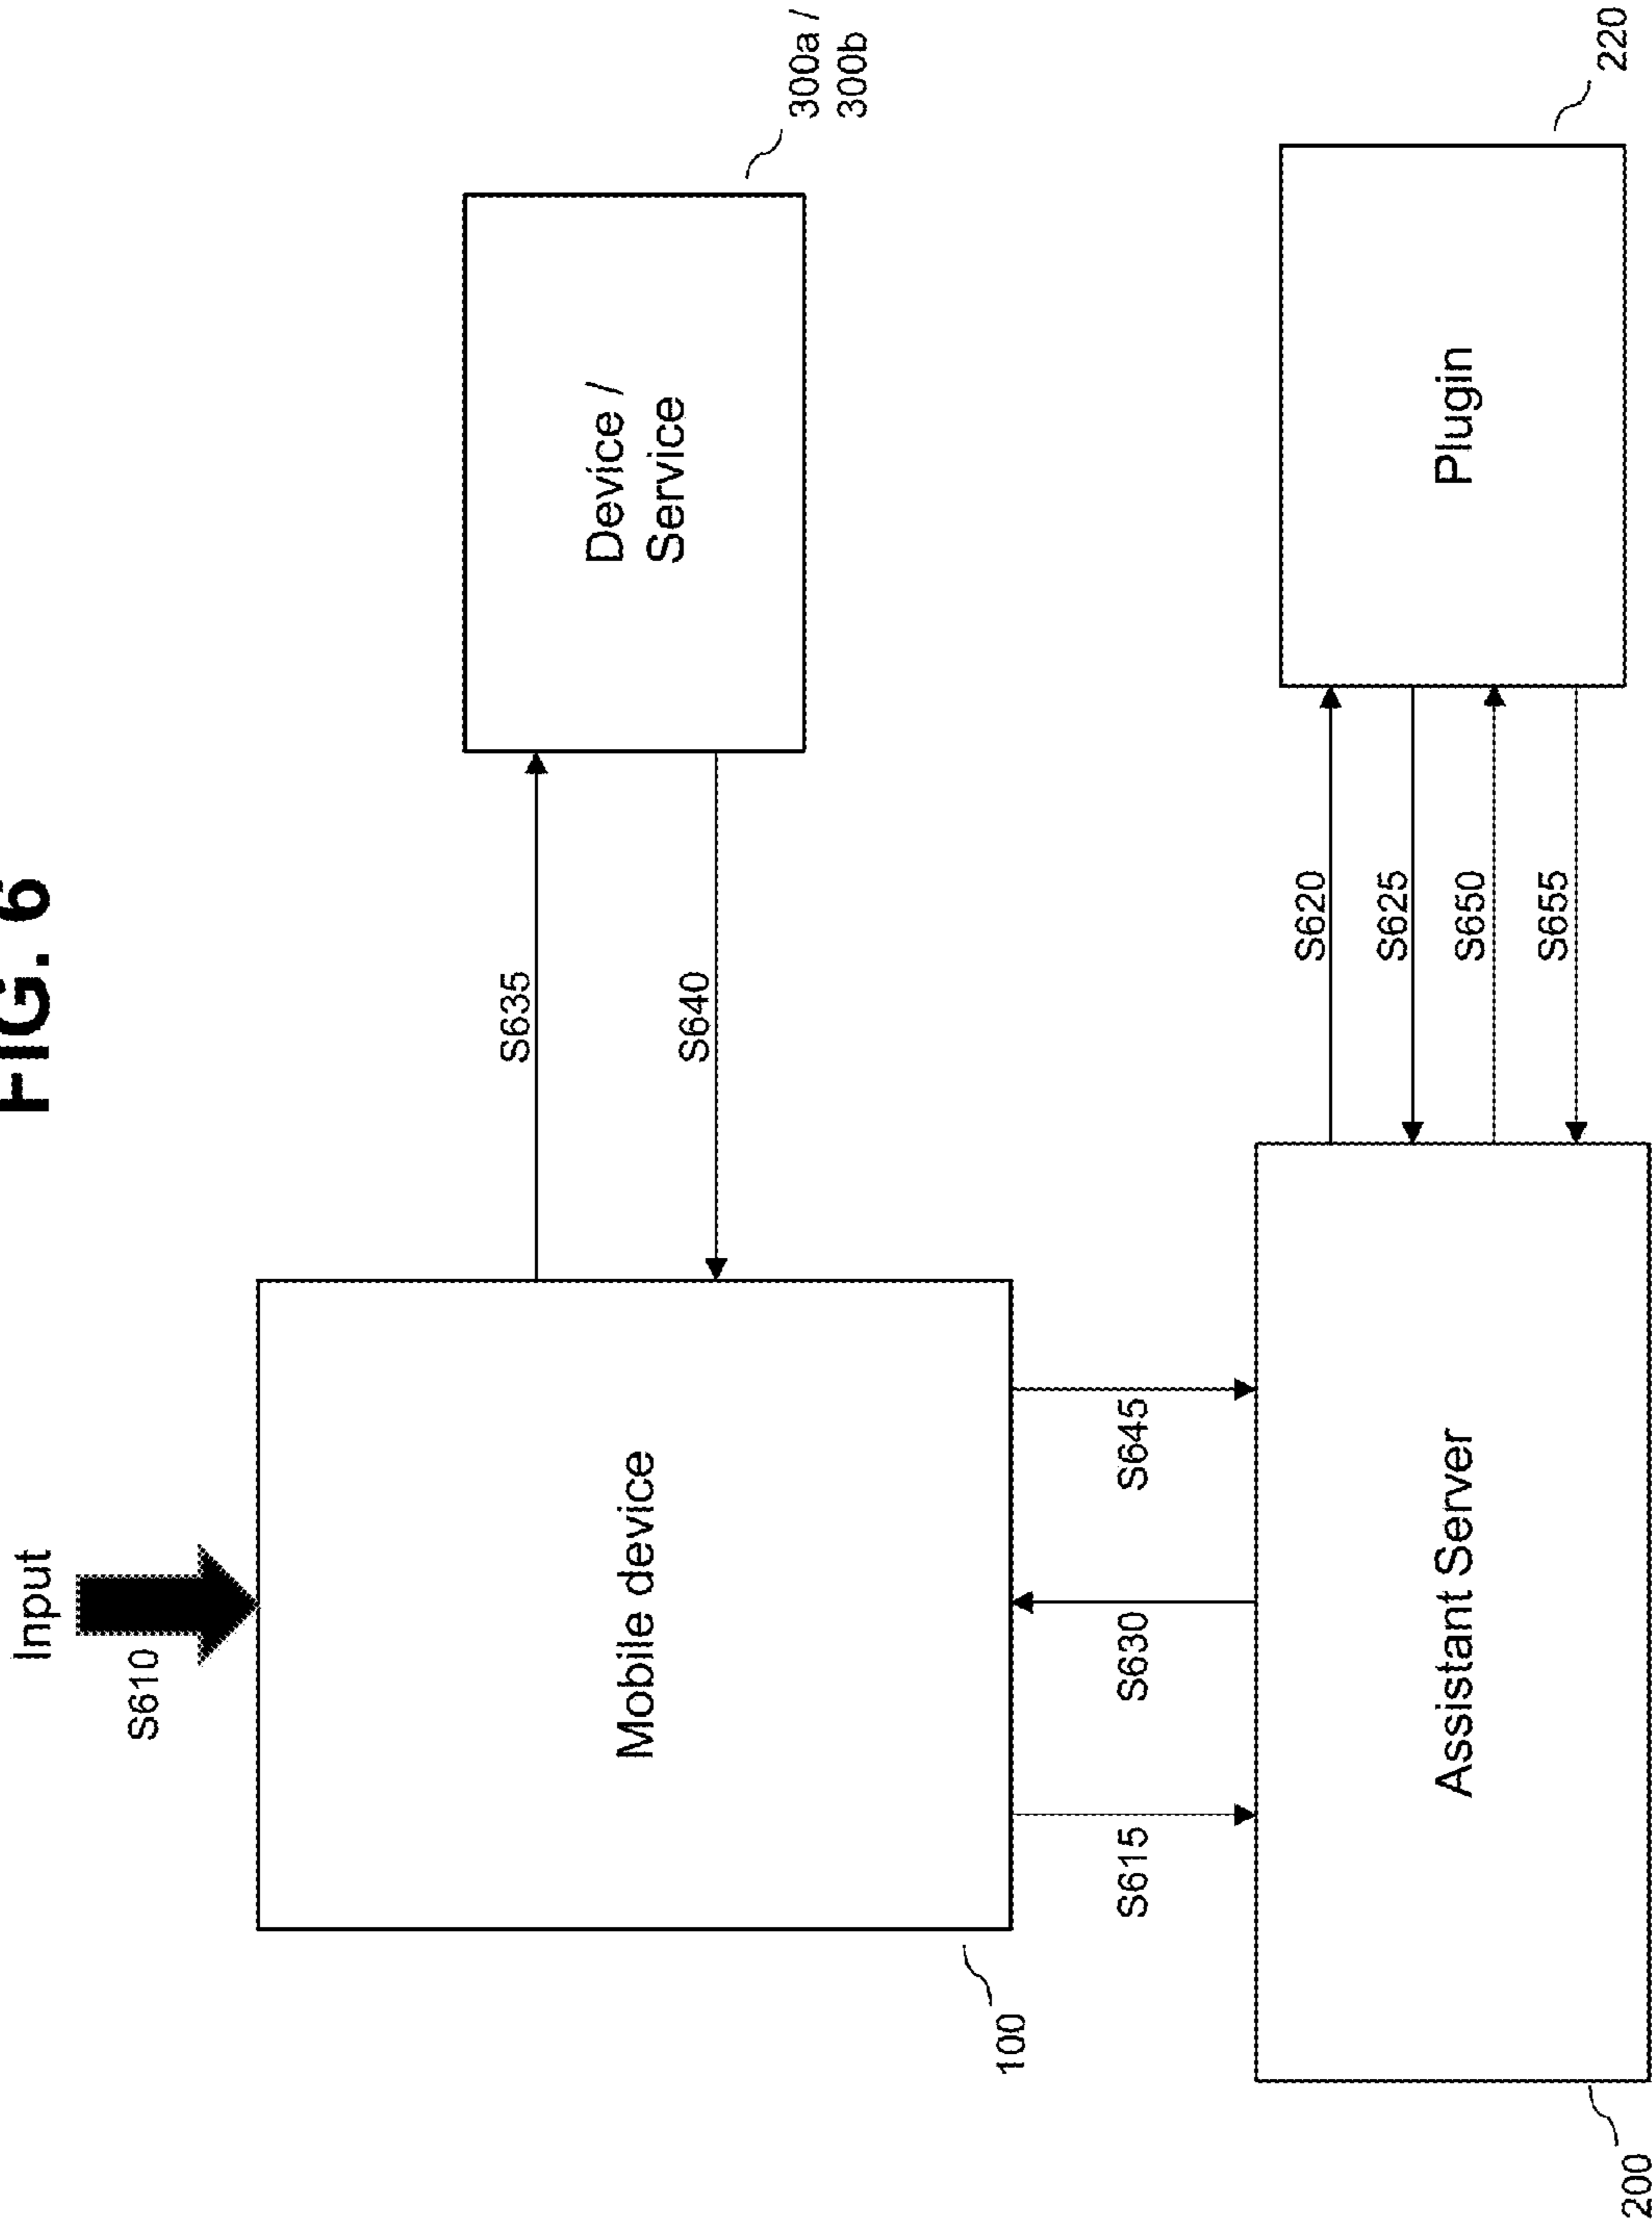 FIG. 6
Input
S610
Mobile device
100
S635
S640
Device /
Service
300a /
300b
S615
S630
S645
Assistant Server
200
S620
S625
S650
S655
Plugin
220